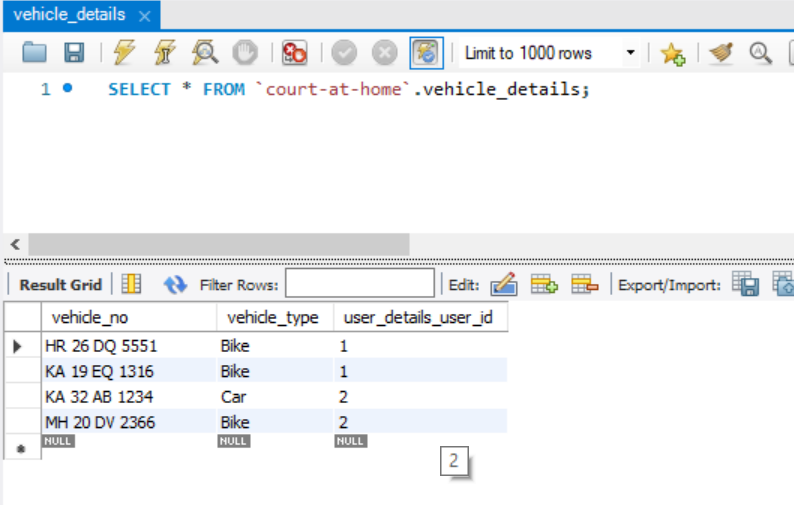 vehicle_details
Limit to 1000 rows
1 SELECT * FROM `court-at-home`.vehicle_details;
Result Grid Filter Rows: Edit: Export/Import:
vehicle_no vehicle_type user_details_user_id
HR 26 DQ 5551 Bike 1
KA 19 EQ 1316 Bike 1
KA 32 AB 1234 Car 2
MH 20 DV 2366 Bike 2
NULL NULL NULL
2